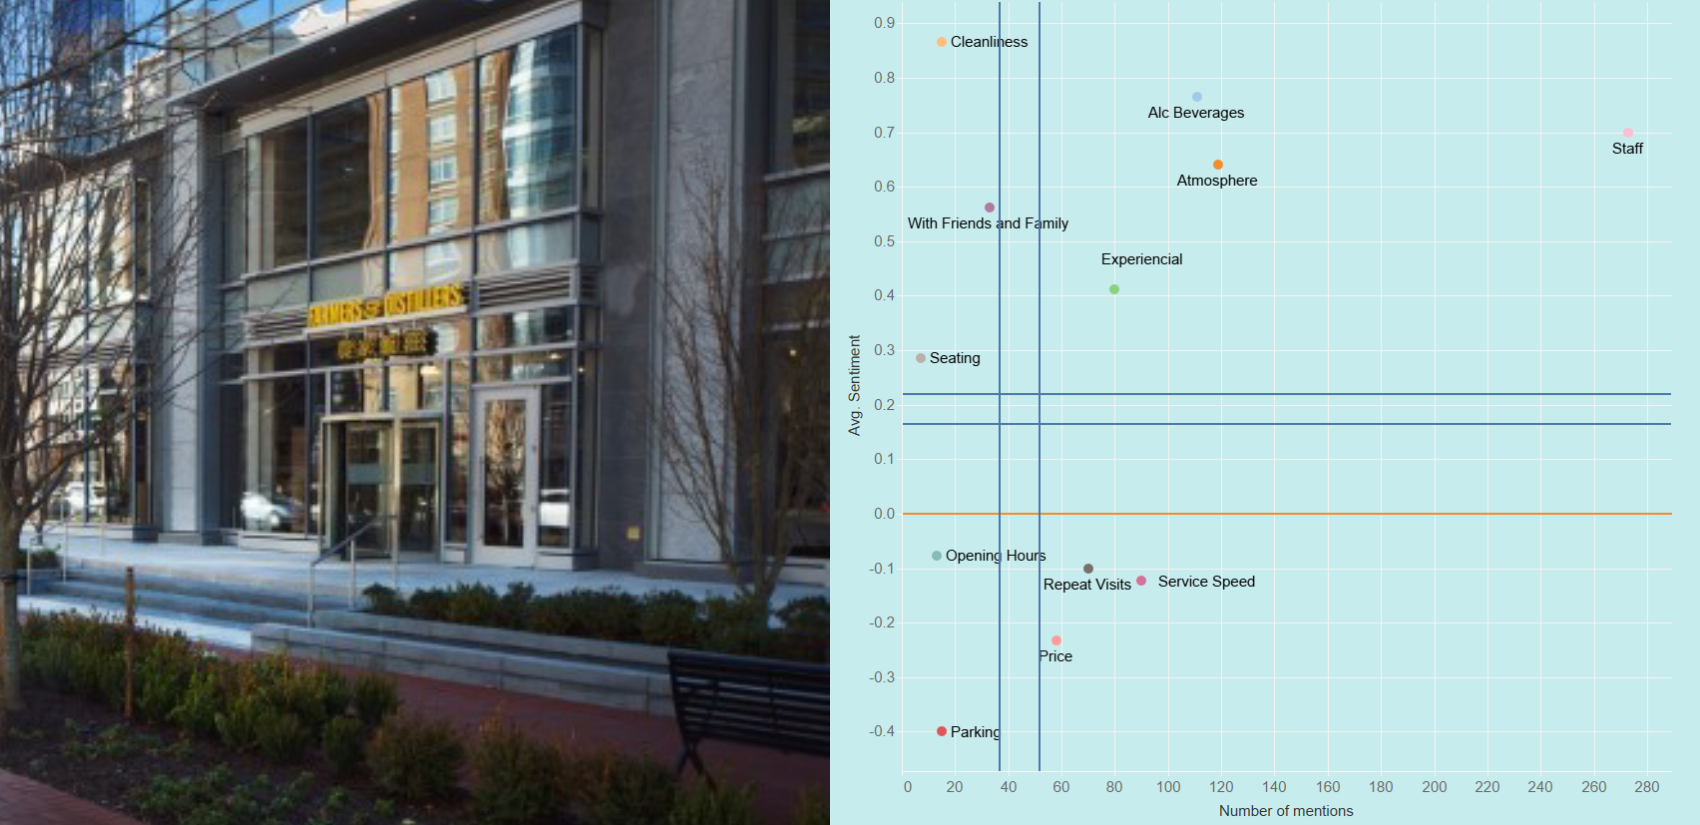 FARMERS & DISTILLERS
0.9
Cleanliness
0.8
Alc Beverages
0.7
Staff
Atmosphere
0.6
With Friends and Family
0.5
Experiencial
0.4
0.3
Seating
Avg. Sentiment
0.2
0.1
0.0
Opening Hours
-0.1
Repeat Visits
Service Speed
-0.2
Price
-0.3
-0.4
Parking
0 20 40 60 80 100 120 140 160 180 200 220 240 260 280
Number of mentions